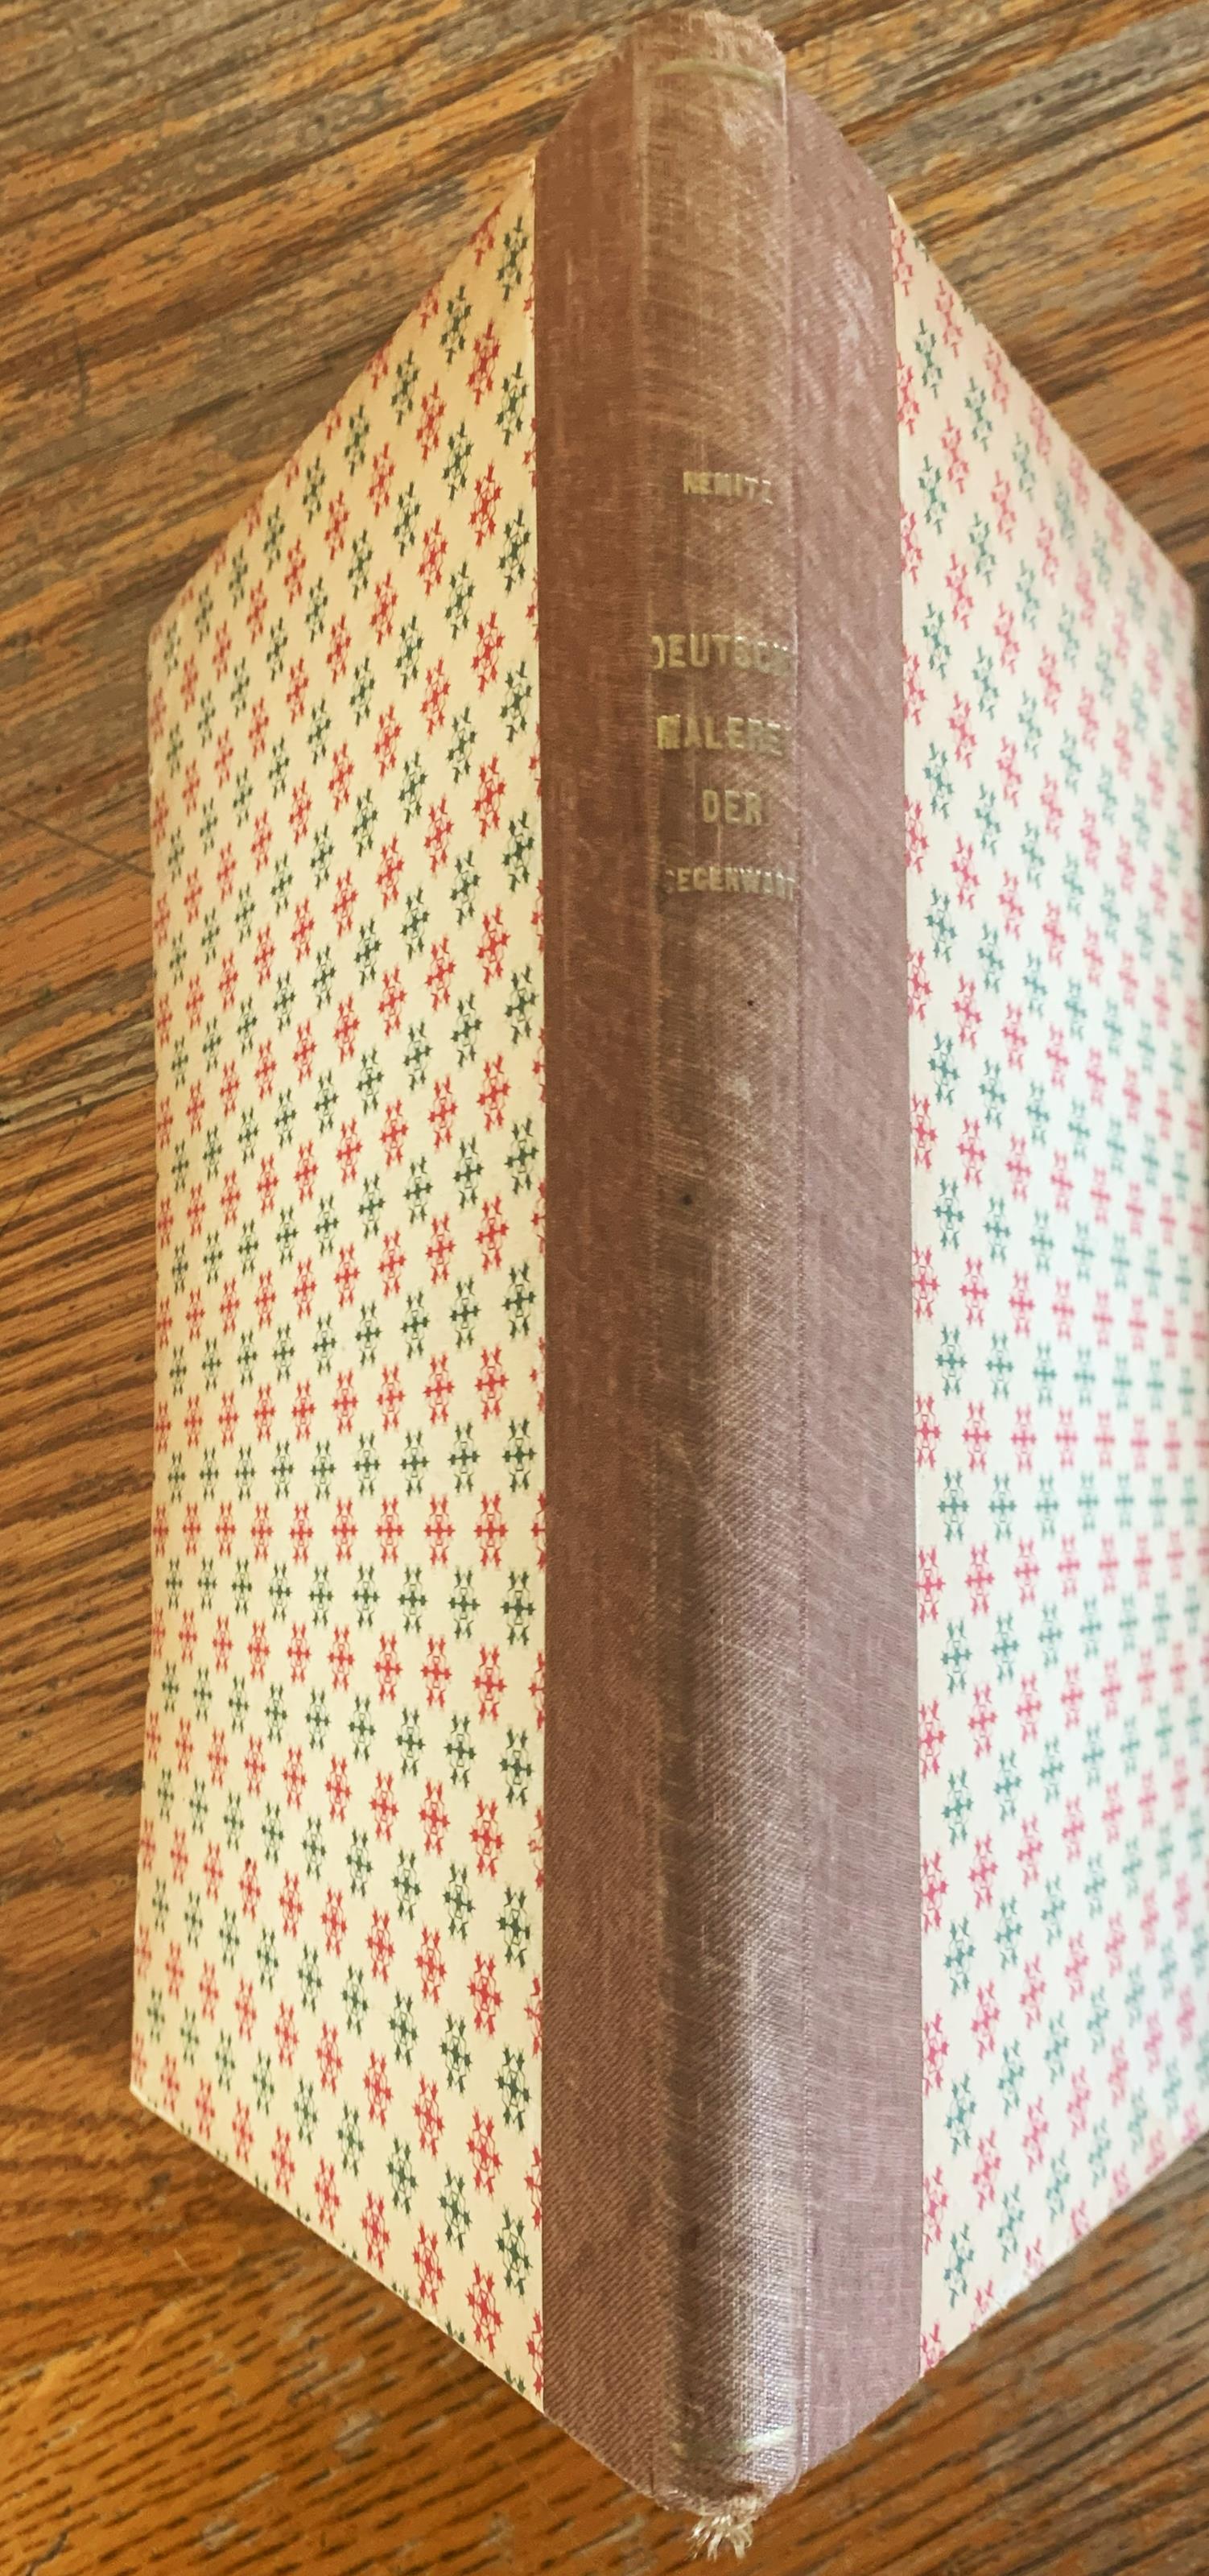 NEMITZ
DEUTSCHE
MALEREI
DER
GEGENWART